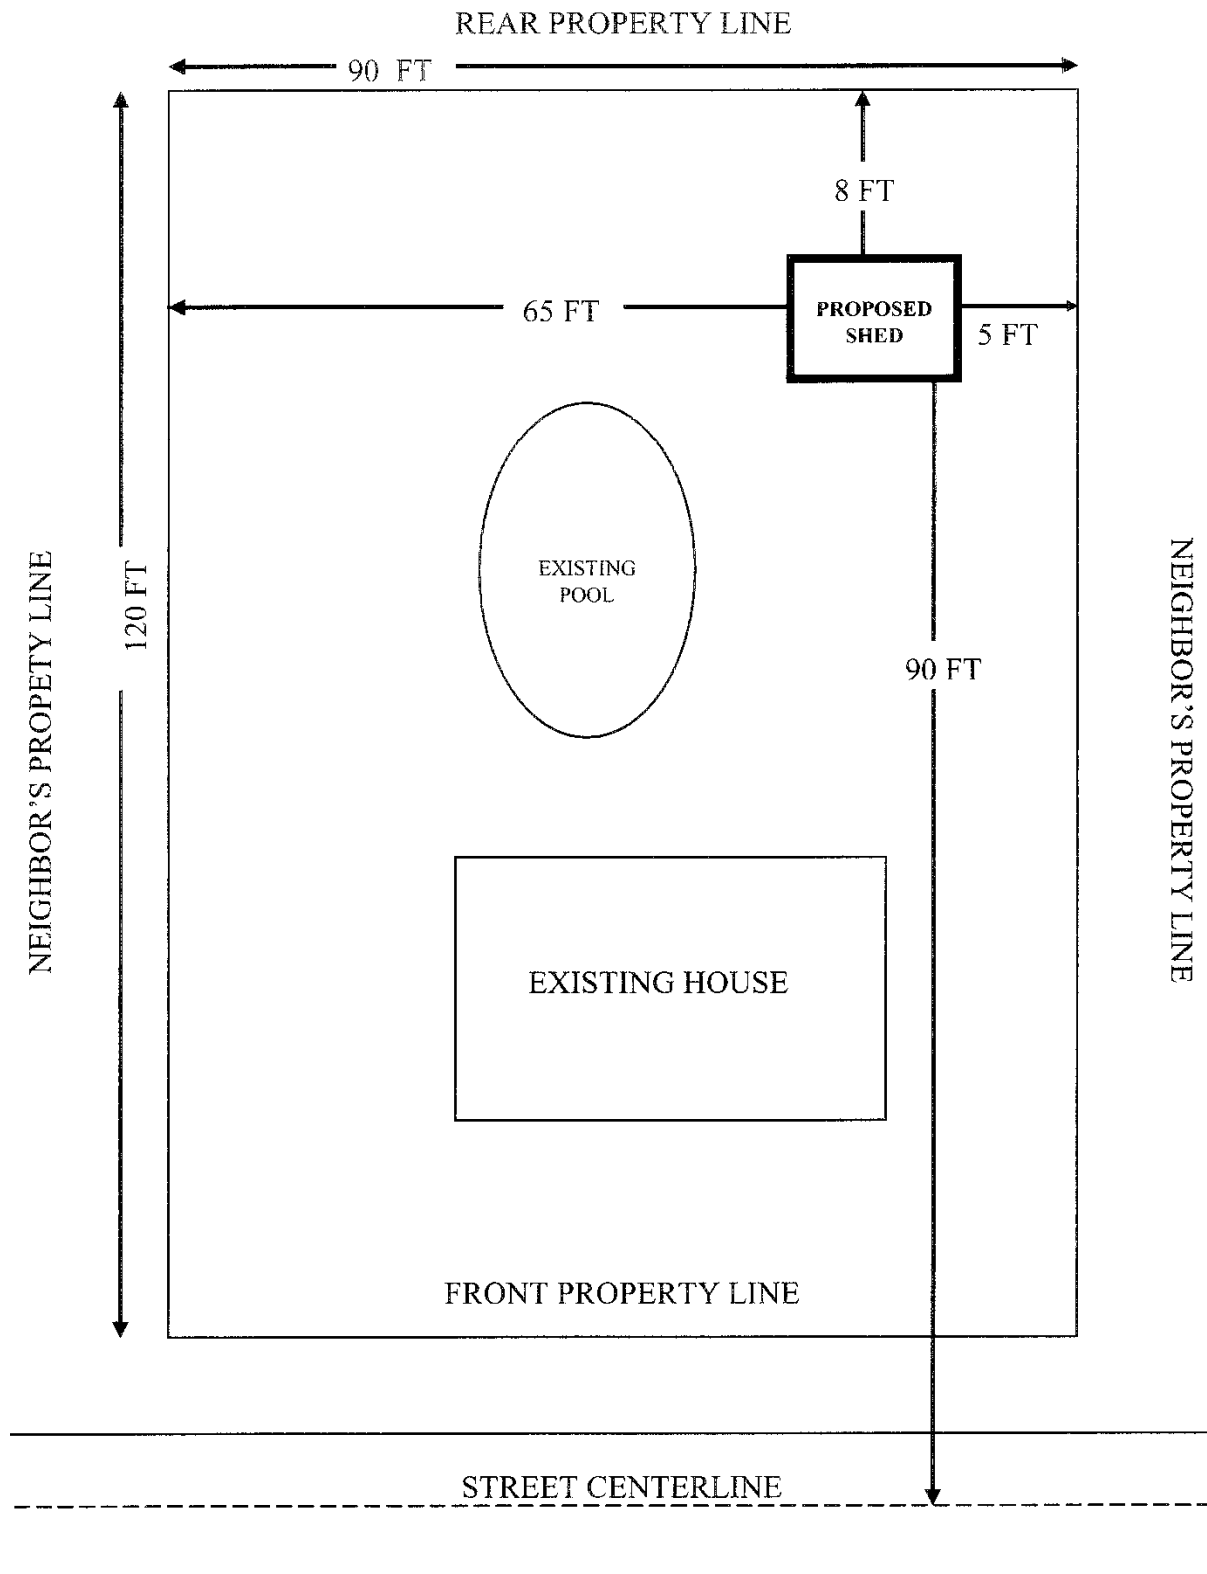 REAR PROPERTY LINE
90 FT
8 FT
65 FT
PROPOSED
SHED
5 FT
EXISTING
POOL
120 FT
NEIGHBOR'S PROPETY LINE
NEIGHBOR'S PROPERTY LINE
90 FT
EXISTING HOUSE
FRONT PROPERTY LINE
STREET CENTERLINE